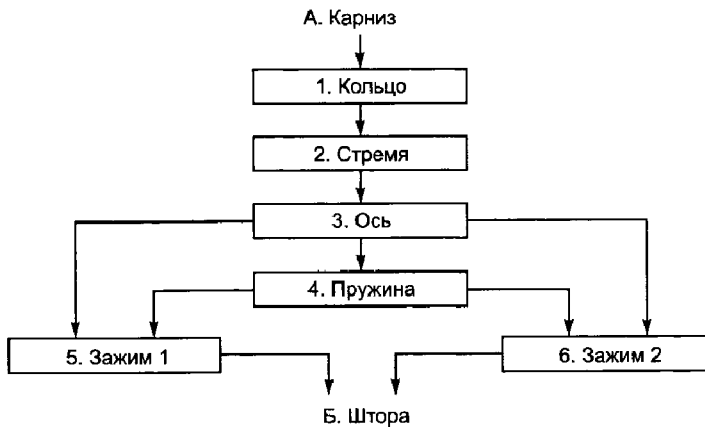 А. Карниз
1. Кольцо
2. Стремя
3. Ось
4. Пружина
5. Зажим 1
6. Зажим 2
Б. Штора